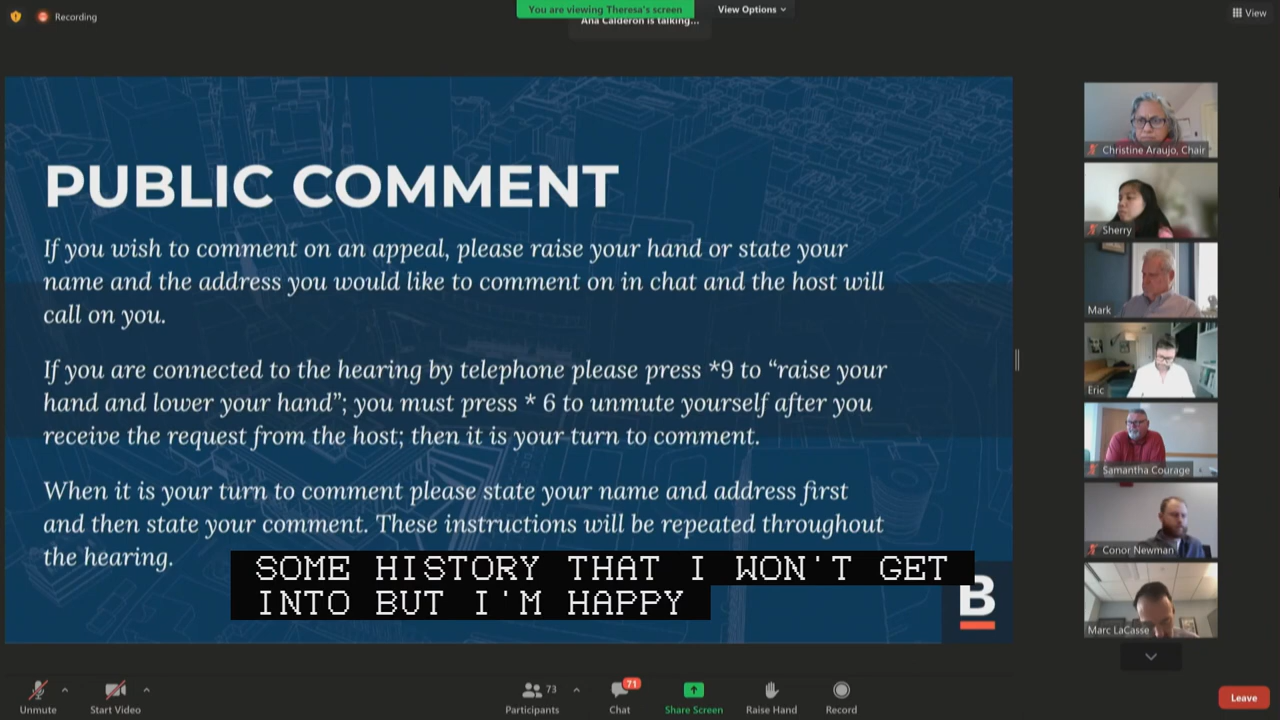 Recording
You are viewing Theresa's screen
View Options
Ana Calderon is talking...
View
PUBLIC COMMENT
If you wish to comment on an appeal, please raise your hand or state your
name and the address you would like to comment on in chat and the host will
call on you.
If you are connected to the hearing by telephone please press *9 to “raise your
hand and lower your hand”; you must press * 6 to unmute yourself after you
receive the request from the host; then it is your turn to comment.
When it is your turn to comment please state your name and address first
and then state your comment. These instructions will be repeated throughout
the hearing.
SOME HISTORY THAT I WON'T GET
INTO BUT I'M HAPPY
B
Christine Araujo, Chair
Sherry
Mark
Eric
Samantha Courage
Conor Newman
Marc LaCasse
Unmute
Start Video
73
Participants
71
Chat
Share Screen
Raise Hand
Record
Leave